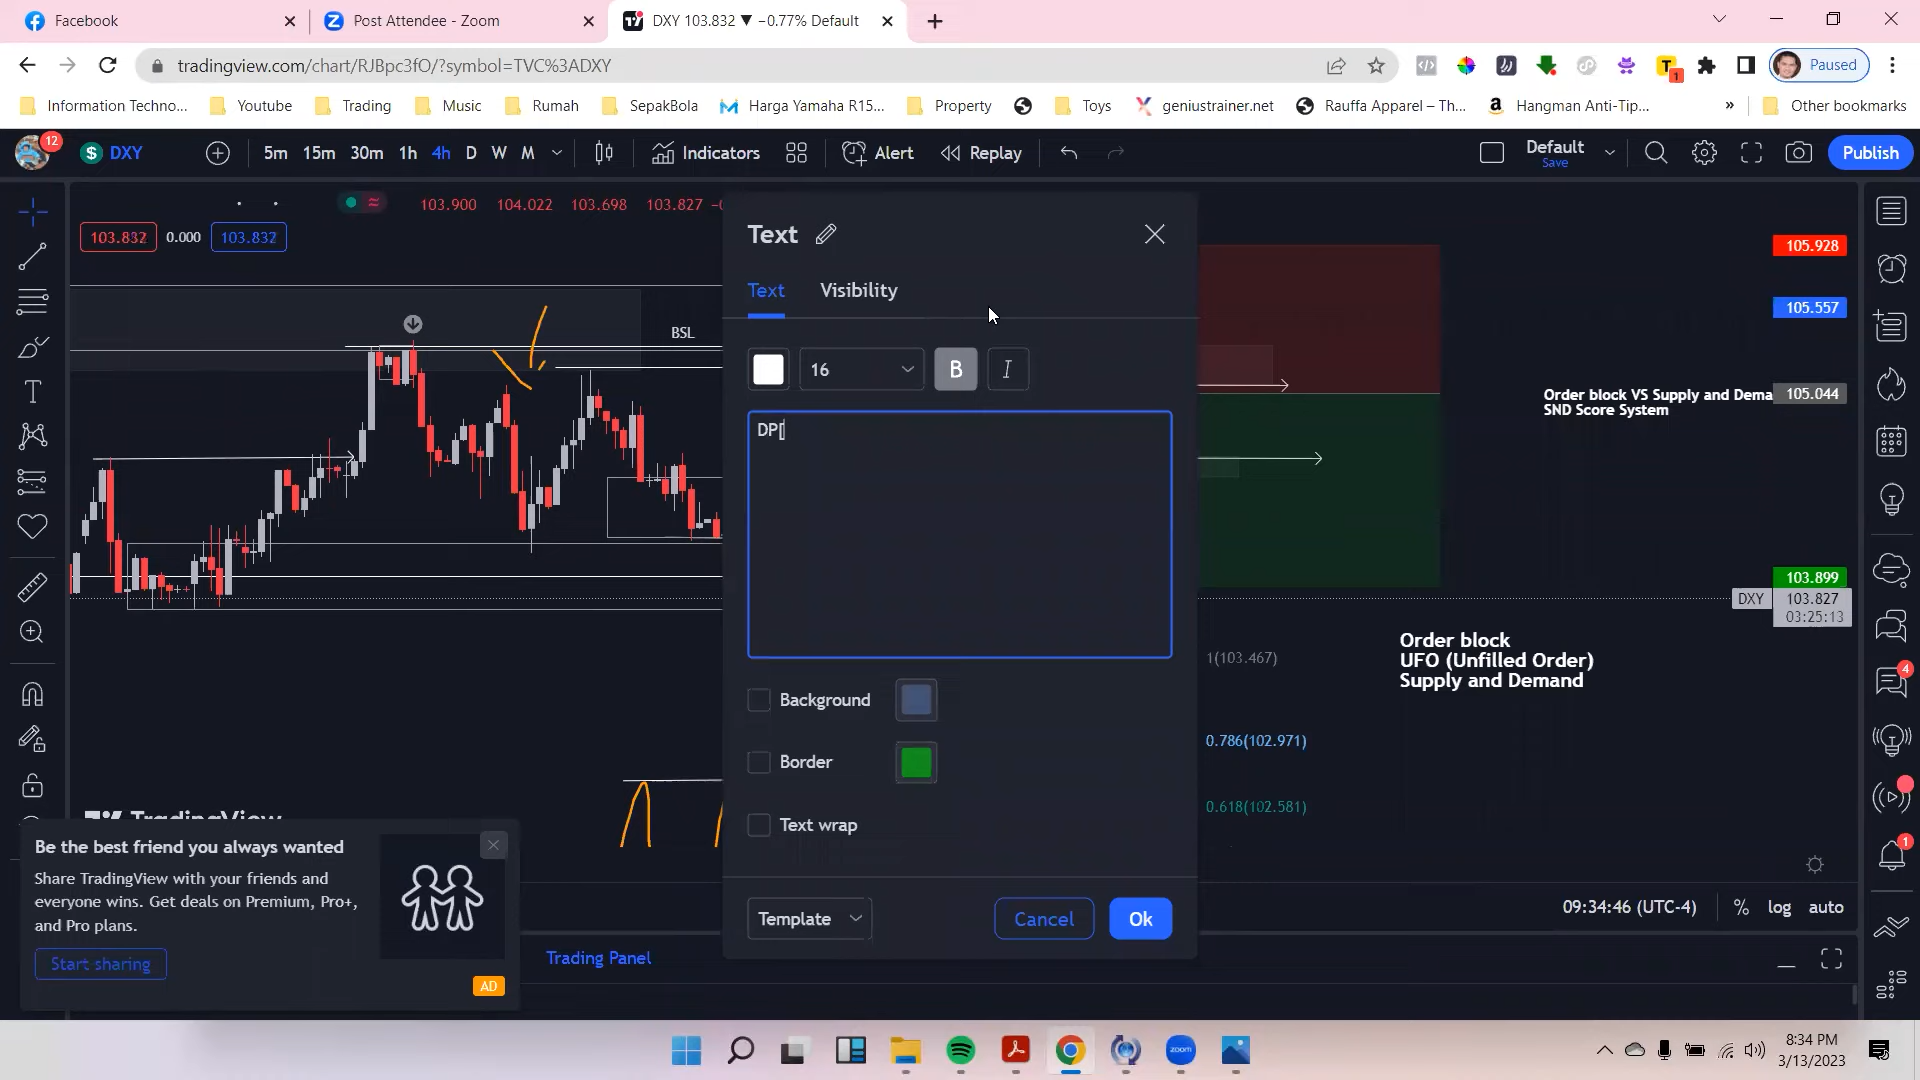 Facebook
Post Attendee - Zoom
DXY 103.832 ▼ −0.77% Default
tradingview.com/chart/RJBpc3fO/?symbol=TVC%3ADXY
Paused
Information Techno...
Youtube
Trading
Music
Rumah
SepakBola
Harga Yamaha R15...
Property
Toys
geniustrainer.net
Rauffa Apparel – Th...
Hangman Anti-Tip...
»
Other bookmarks
12
DXY
5m 15m 30m 1h 4h D W M
Indicators
Alert
Replay
Default
Save
Publish
103.900 104.022 103.698 103.827
103.832 0.000 103.832
BSL
Text
Text Visibility
16
B I
DP[
Background
Border
Text wrap
Template
Cancel
Ok
105.928
105.557
Order block VS Supply and Dema
SND Score System
105.044
103.899
DXY 103.827
03:25:13
Order block
UFO (Unfilled Order)
Supply and Demand
1(103.467)
0.786(102.971)
0.618(102.581)
TradingView
Be the best friend you always wanted
Share TradingView with your friends and
everyone wins. Get deals on Premium, Pro+,
and Pro plans.
Start sharing
AD
09:34:46 (UTC-4)
% log auto
Trading Panel
4
1
1
zoom
8:34 PM
3/13/2023